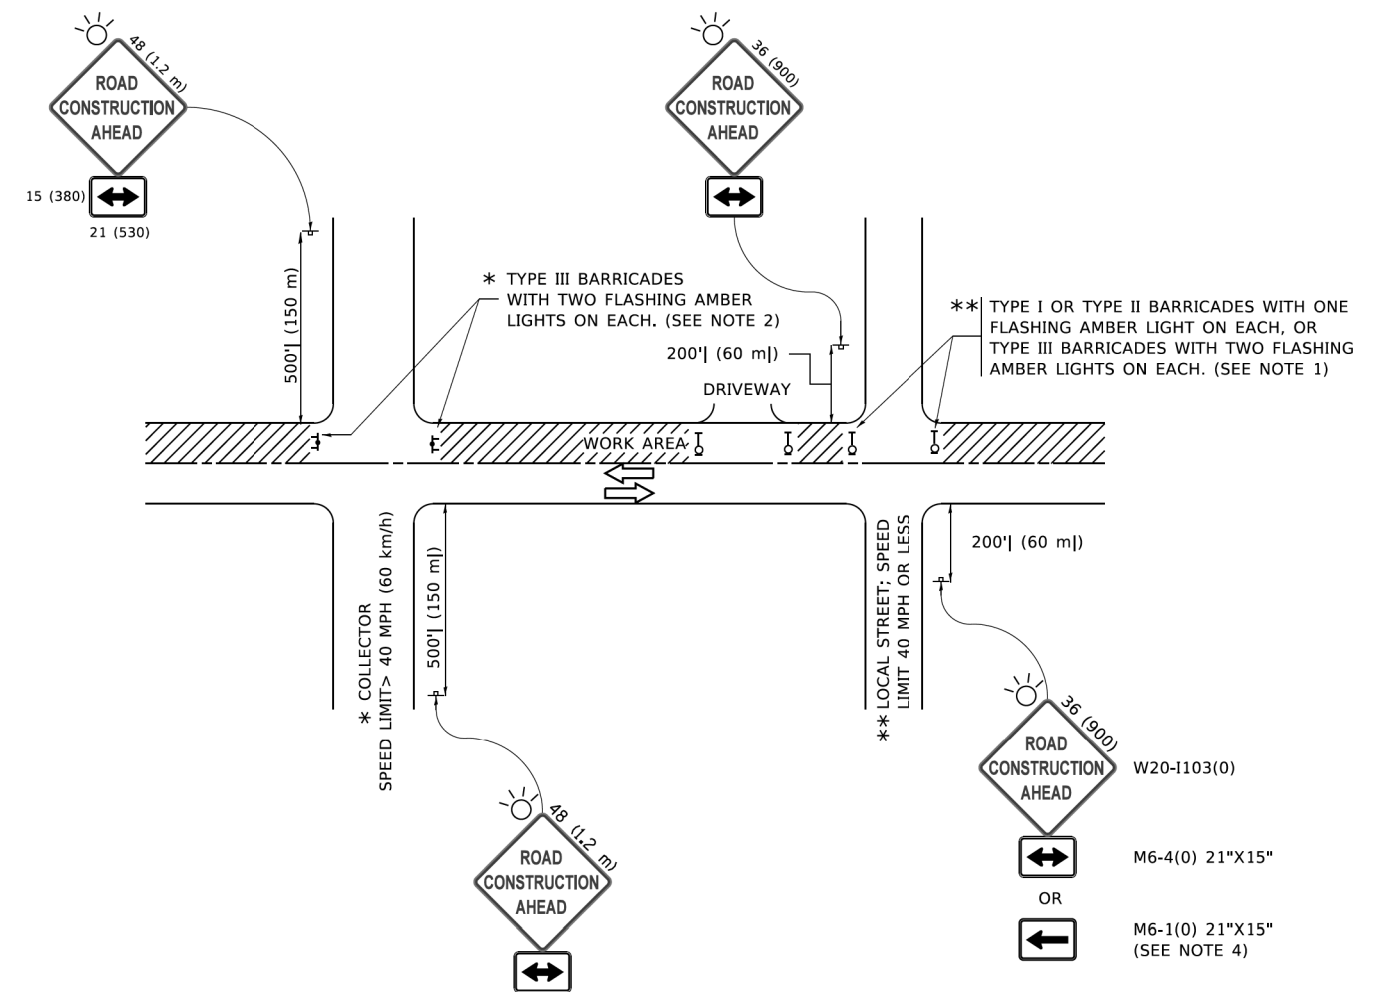 48 (1.2 m)
ROAD
CONSTRUCTION
AHEAD
15 (380)
21 (530)
36 (900)
ROAD
CONSTRUCTION
AHEAD
500'| (150 m)
* TYPE III BARRICADES
WITH TWO FLASHING AMBER
LIGHTS ON EACH. (SEE NOTE 2)
200'| (60 m|)
DRIVEWAY
** TYPE I OR TYPE II BARRICADES WITH ONE
FLASHING AMBER LIGHT ON EACH, OR
TYPE III BARRICADES WITH TWO FLASHING
AMBER LIGHTS ON EACH. (SEE NOTE 1)
WORK AREA
* COLLECTOR
SPEED LIMIT> 40 MPH (60 km/h)
500'| (150 m|)
** LOCAL STREET; SPEED
LIMIT 40 MPH OR LESS
200'| (60 m|)
48 (1.2 m)
ROAD
CONSTRUCTION
AHEAD
36 (900)
ROAD
CONSTRUCTION
AHEAD
W20-I103(0)
M6-4(0) 21"X15"
OR
M6-1(0) 21"X15"
(SEE NOTE 4)